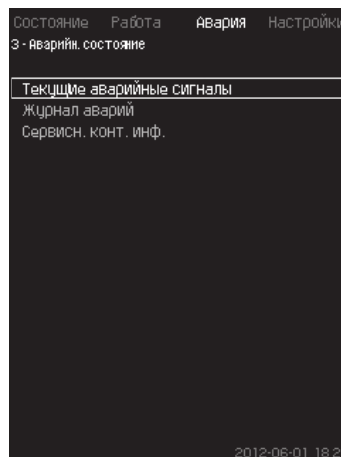 Состояние Работа Авария Настройки
3 - Аварийн. состояние
Текущие аварийные сигналы
Журнал аварий
Сервисн. конт. инф.
2012-06-01 18:2